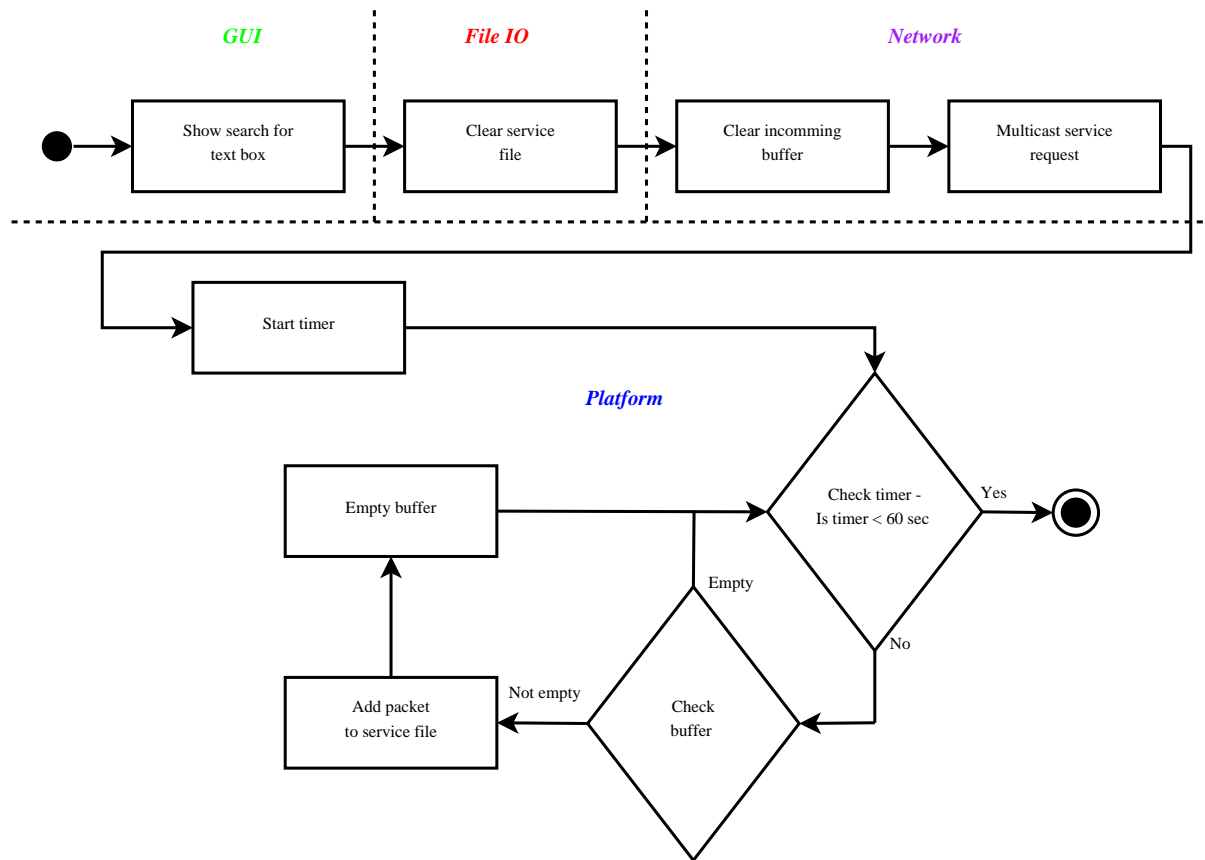 GUI
File IO
Network
Show search for
text box
Clear service
file
Clear incomming
buffer
Multicast service
request
Start timer
Platform
Empty buffer
Check timer -
Is timer < 60 sec
Yes
Empty
No
Not empty
Add packet
to service file
Check
buffer